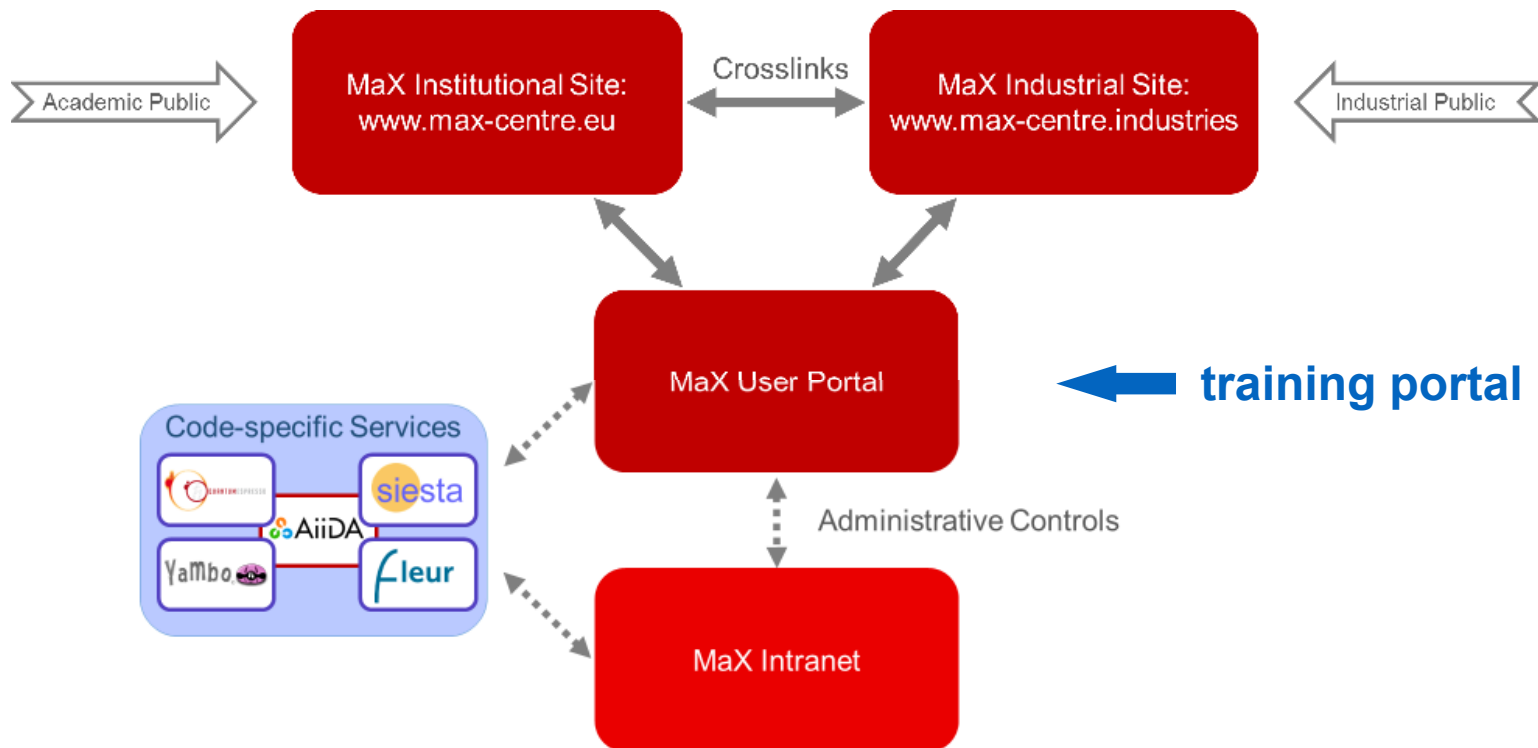 Academic Public
MaX Institutional Site:
www.max-centre.eu
Crosslinks
MaX Industrial Site:
www.max-centre.industries
Industrial Public
MaX User Portal
training portal
Code-specific Services
QUANTUMESPRESSO
siesta
AiiDA
Yambo
fleur
Administrative Controls
MaX Intranet